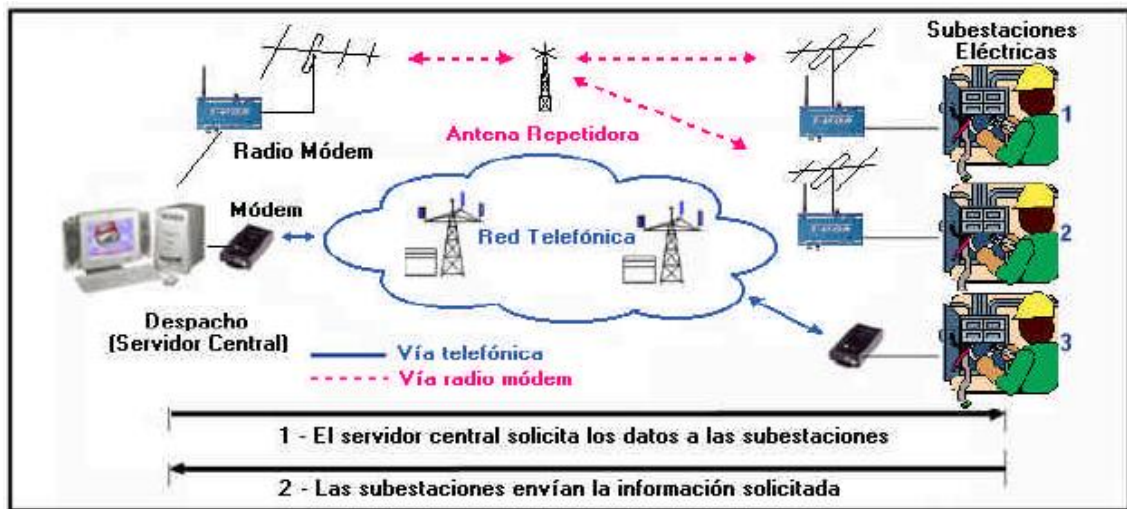 Subestaciones
Eléctricas
1
Antena Repetidora
Radio Módem
Módem
Red Telefónica
2
Despacho
(Servidor Central)
3
Vía telefónica
Vía radio módem
1 - El servidor central solicita los datos a las subestaciones
2 - Las subestaciones envían la información solicitada